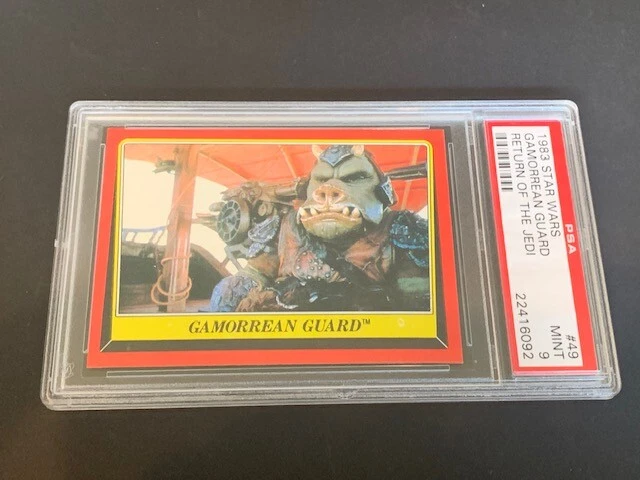 GAMORREAN GUARD™
1983 STAR WARS #49
GAMORREAN GUARD MINT
RETURN OF THE JEDI 9
PSA 22416092